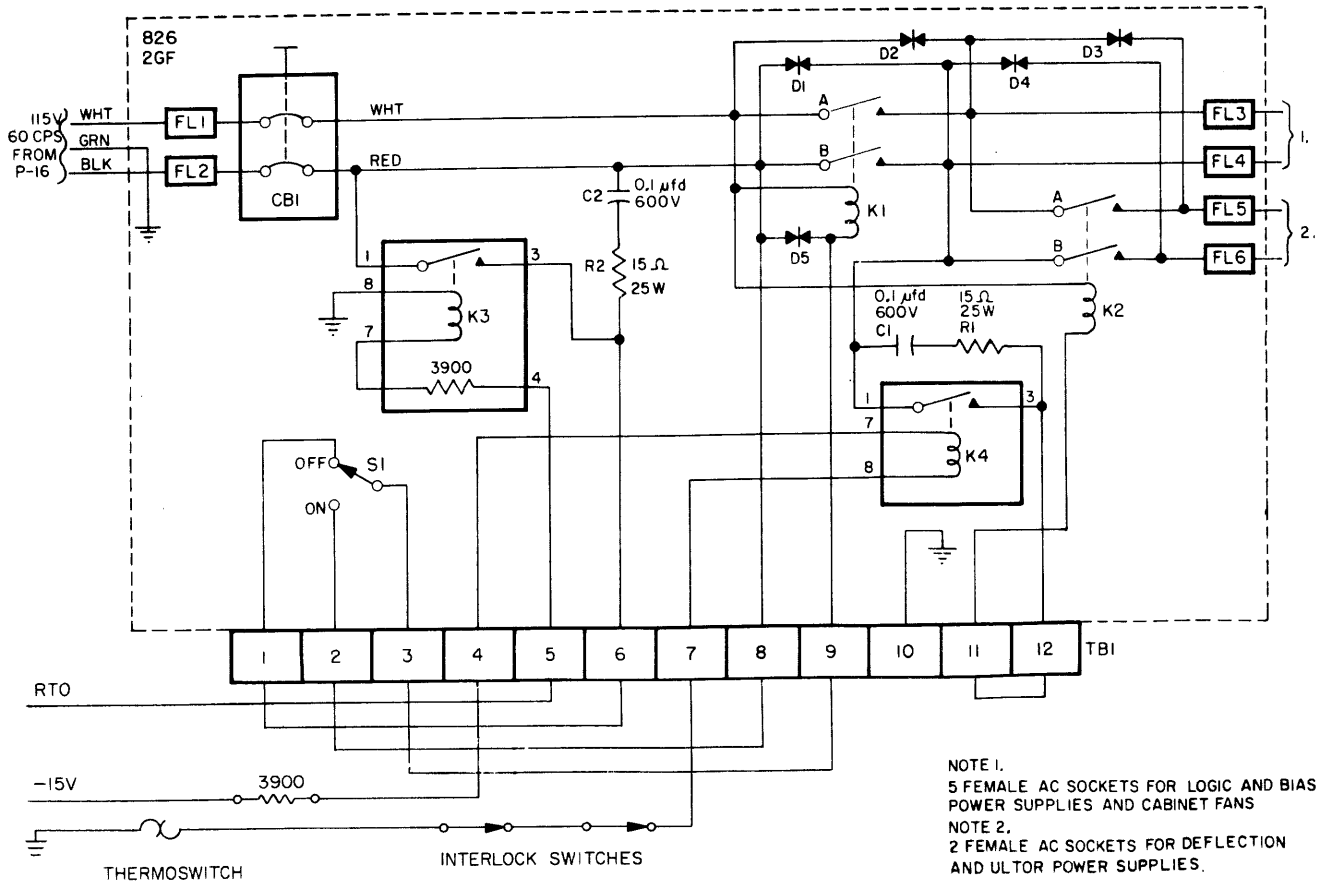 826
2GF
D2
D3
D1
D4
115V
60 CPS
FROM
P-16
WHT
GRN
BLK
FL1
FL2
CB1
WHT
RED
A
B
FL3
FL4
1.
C2
0.1 µfd
600V
K1
A
B
FL5
FL6
2.
D5
1
3
8
K3
7
3900
4
R2
15 Ω
25W
0.1 µfd
600V
C1
15 Ω
25W
R1
K2
1
3
7
8
K4
OFF
S1
ON
1
2
3
4
5
6
7
8
9
10
11
12
TB1
RTO
-15V
3900
THERMOSWITCH
INTERLOCK SWITCHES
NOTE 1.
5 FEMALE AC SOCKETS FOR LOGIC AND BIAS
POWER SUPPLIES AND CABINET FANS
NOTE 2.
2 FEMALE AC SOCKETS FOR DEFLECTION
AND ULTOR POWER SUPPLIES.